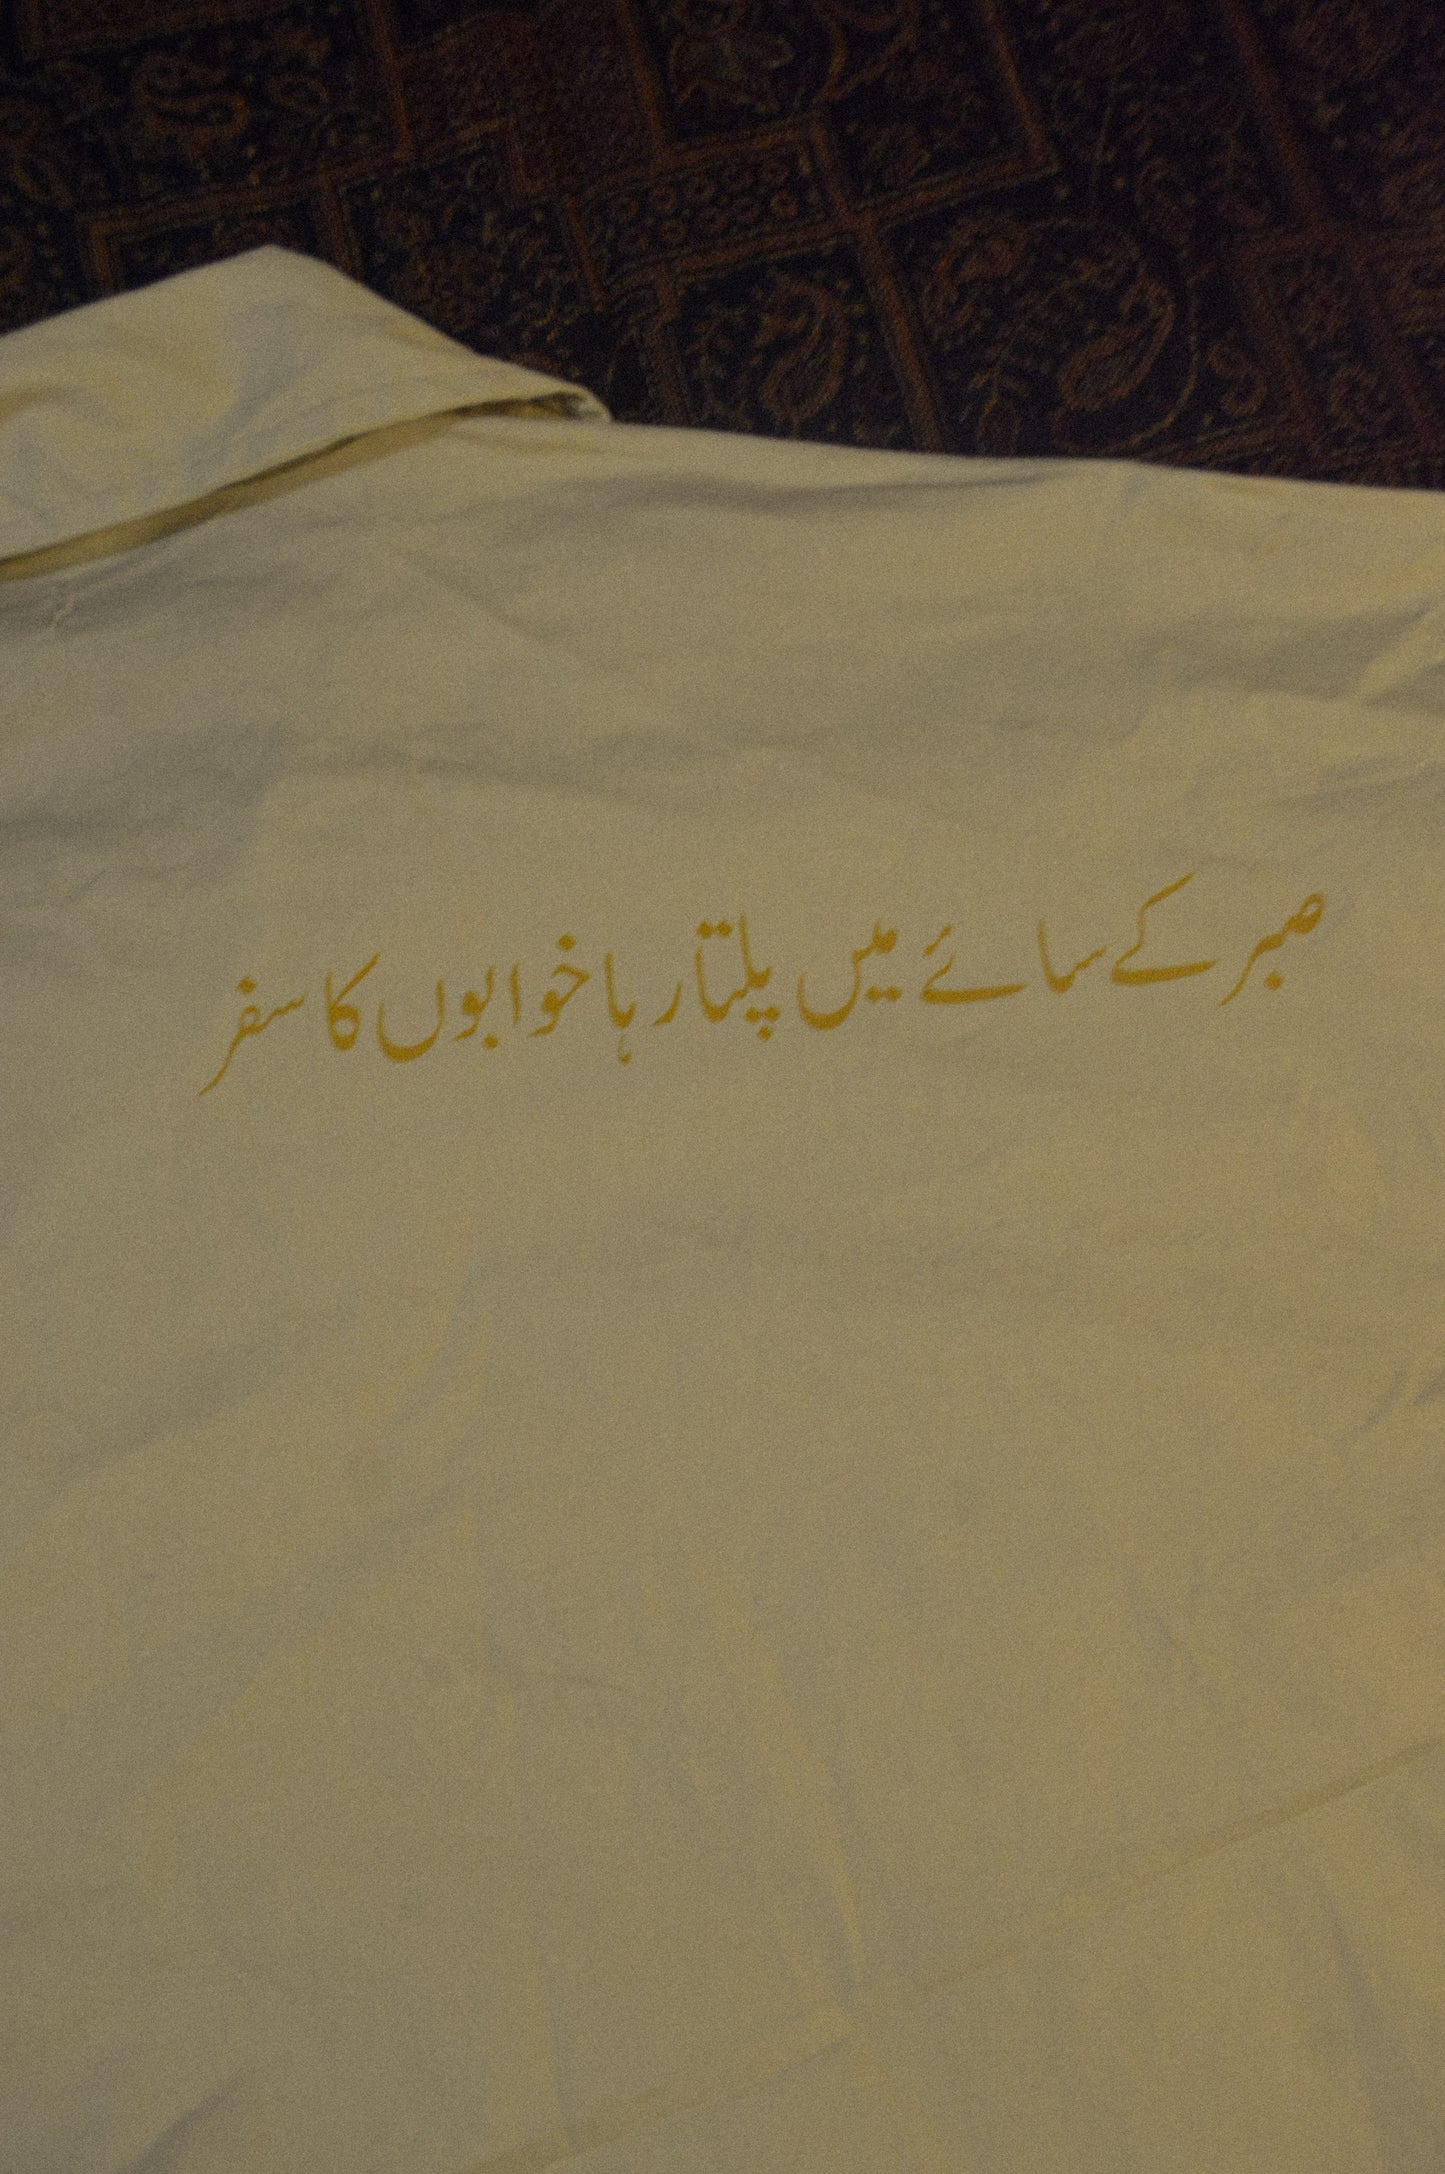 صبر کے سائے میں پلتا رہا خوابوں کا سفر